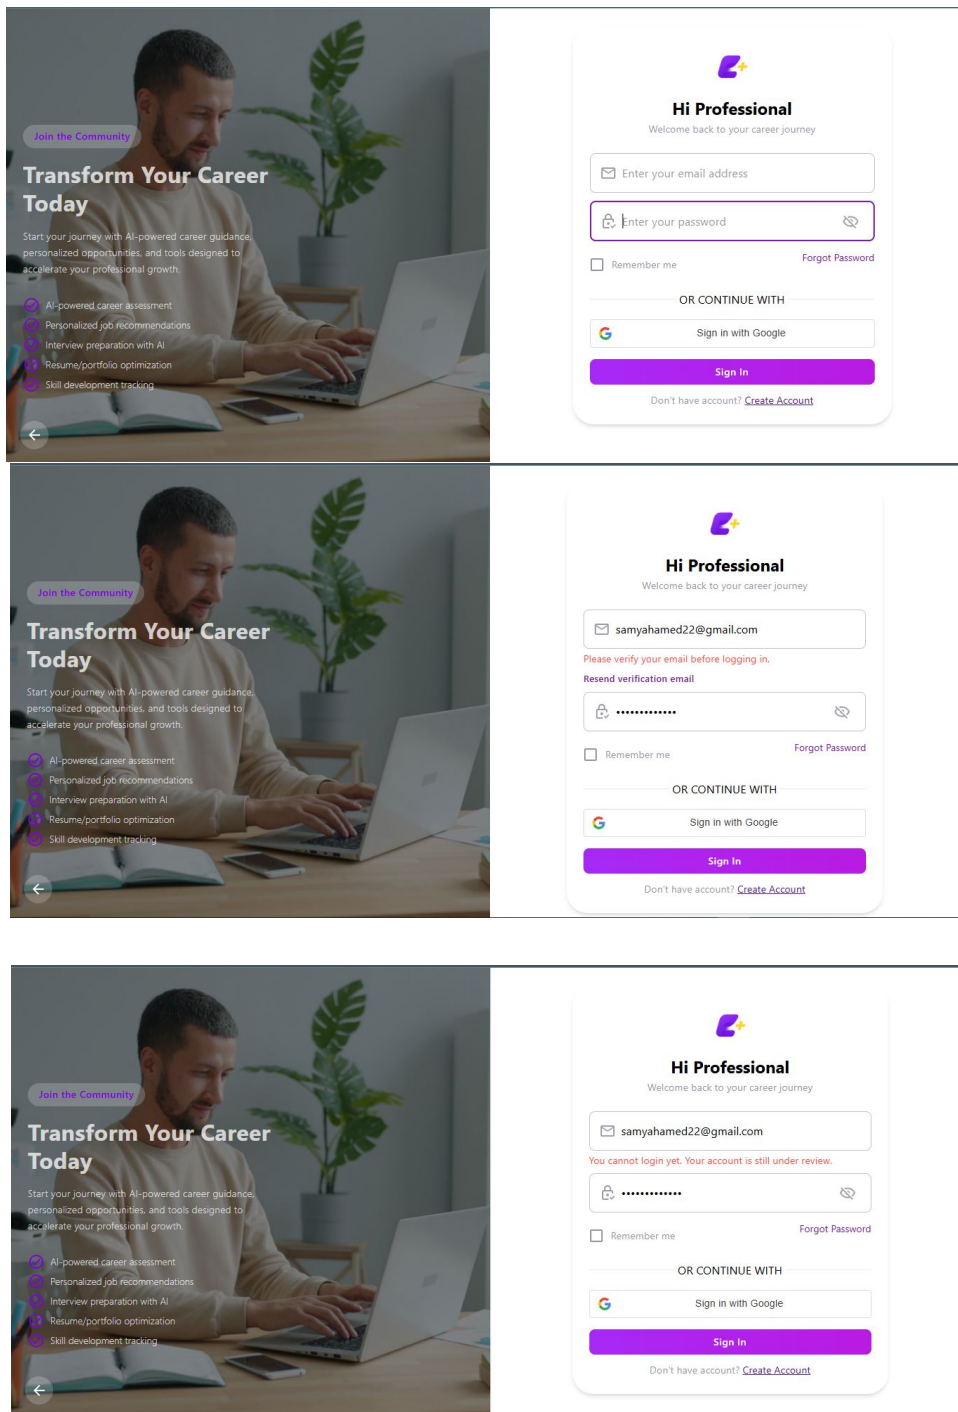 Join the Community
Transform Your Career
Today
Start your journey with AI-powered career guidance,
personalized opportunities, and tools designed to
accelerate your professional growth.
AI-powered career assessment
Personalized job recommendations
Interview preparation with AI
Resume/portfolio optimization
Skill development tracking
Hi Professional
Welcome back to your career journey
Enter your email address
Enter your password
Remember me
Forgot Password
OR CONTINUE WITH
Sign in with Google
Sign In
Don't have account? Create Account
Join the Community
Transform Your Career
Today
Start your journey with AI-powered career guidance,
personalized opportunities, and tools designed to
accelerate your professional growth.
AI-powered career assessment
Personalized job recommendations
Interview preparation with AI
Resume/portfolio optimization
Skill development tracking
Hi Professional
Welcome back to your career journey
samyahamed22@gmail.com
Please verify your email before logging in.
Resend verification email
•••••••••••••
Remember me
Forgot Password
OR CONTINUE WITH
Sign in with Google
Sign In
Don't have account? Create Account
Join the Community
Transform Your Career
Today
Start your journey with AI-powered career guidance,
personalized opportunities, and tools designed to
accelerate your professional growth.
AI-powered career assessment
Personalized job recommendations
Interview preparation with AI
Resume/portfolio optimization
Skill development tracking
Hi Professional
Welcome back to your career journey
samyahamed22@gmail.com
You cannot login yet. Your account is still under review.
•••••••••••••
Remember me
Forgot Password
OR CONTINUE WITH
Sign in with Google
Sign In
Don't have account? Create Account